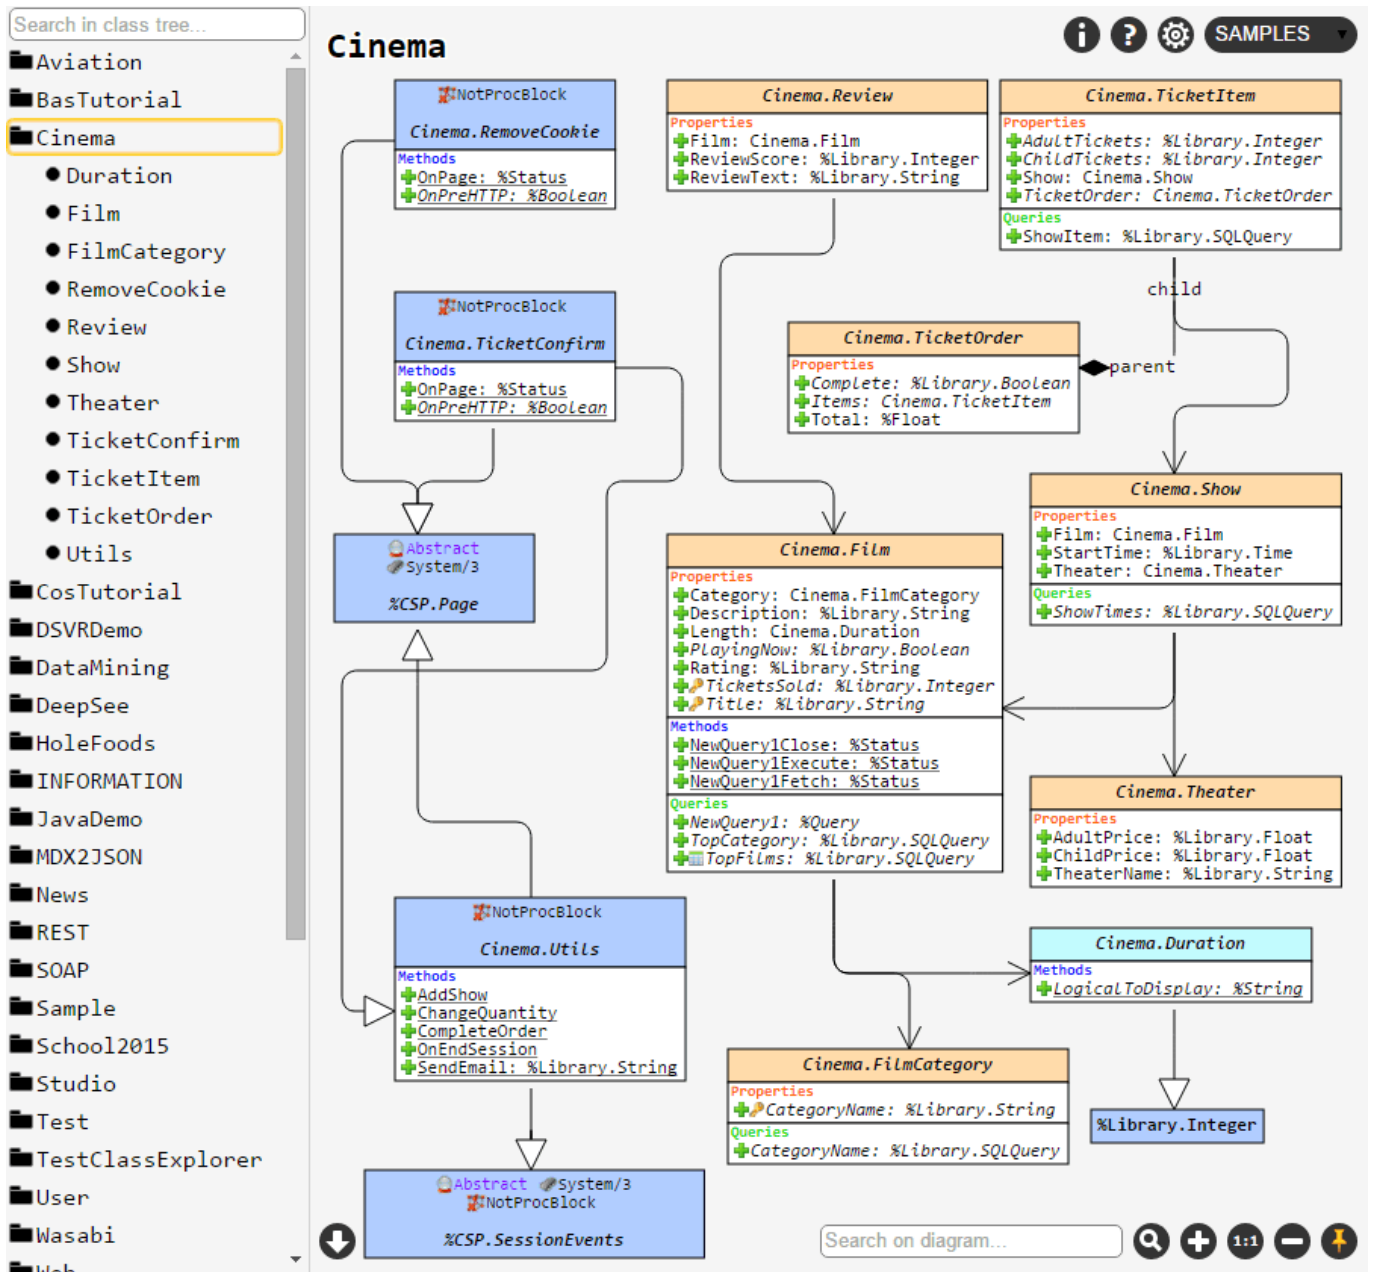 Search in class tree...
Aviation
BasTutorial
Cinema
Duration
Film
FilmCategory
RemoveCookie
Review
Show
Theater
TicketConfirm
TicketItem
TicketOrder
Utils
CosTutorial
DSVRDemo
DataMining
DeepSee
HoleFoods
INFORMATION
JavaDemo
MDX2JSON
News
REST
SOAP
Sample
School2015
Studio
Test
TestClassExplorer
User
Wasabi
Cinema
i
?
SAMPLES
NotProcBlock
Cinema.RemoveCookie
Methods
OnPage: %Status
OnPreHTTP: %Boolean
Cinema.Review
Properties
Film: Cinema.Film
ReviewScore: %Library.Integer
ReviewText: %Library.String
Cinema.TicketItem
Properties
AdultTickets: %Library.Integer
ChildTickets: %Library.Integer
Show: Cinema.Show
TicketOrder: Cinema.TicketOrder
Queries
ShowItem: %Library.SQLQuery
child
NotProcBlock
Cinema.TicketConfirm
Methods
OnPage: %Status
OnPreHTTP: %Boolean
Cinema.TicketOrder
Properties
Complete: %Library.Boolean
Items: Cinema.TicketItem
Total: %Float
parent
Cinema.Show
Properties
Film: Cinema.Film
StartTime: %Library.Time
Theater: Cinema.Theater
Queries
ShowTimes: %Library.SQLQuery
Abstract
System/3
%CSP.Page
Cinema.Film
Properties
Category: Cinema.FilmCategory
Description: %Library.String
Length: Cinema.Duration
PlayingNow: %Library.Boolean
Rating: %Library.String
TicketsSold: %Library.Integer
Title: %Library.String
Methods
NewQuery1Close: %Status
NewQuery1Execute: %Status
NewQuery1Fetch: %Status
Queries
NewQuery1: %Query
TopCategory: %Library.SQLQuery
TopFilms: %Library.SQLQuery
Cinema.Theater
Properties
AdultPrice: %Library.Float
ChildPrice: %Library.Float
TheaterName: %Library.String
NotProcBlock
Cinema.Utils
Methods
AddShow
ChangeQuantity
CompleteOrder
OnEndSession
SendEmail: %Library.String
Cinema.Duration
Methods
LogicalToDisplay: %String
Cinema.FilmCategory
Properties
CategoryName: %Library.String
Queries
CategoryName: %Library.SQLQuery
%Library.Integer
Abstract System/3
NotProcBlock
%CSP.SessionEvents
Search on diagram...
1:1